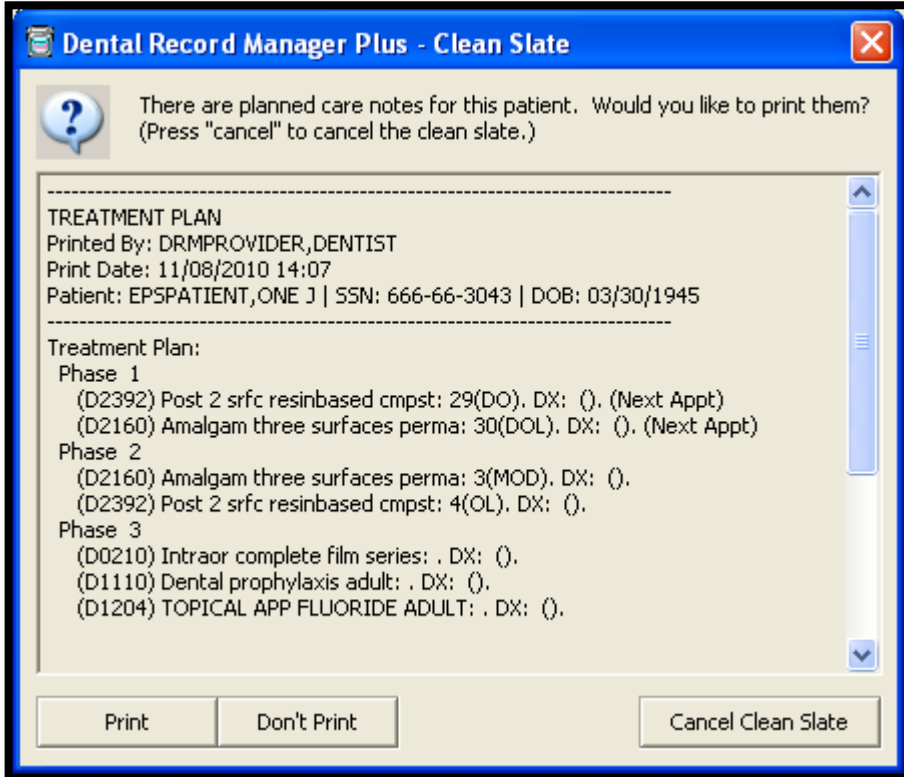 Dental Record Manager Plus - Clean Slate
There are planned care notes for this patient. Would you like to print them?
(Press "cancel" to cancel the clean slate.)
------------------------------------------------------------------------------
TREATMENT PLAN
Printed By: DRMPROVIDER,DENTIST
Print Date: 11/08/2010 14:07
Patient: EPSPATIENT,ONE J | SSN: 666-66-3043 | DOB: 03/30/1945
------------------------------------------------------------------------------
Treatment Plan:
Phase 1
(D2392) Post 2 srfc resinbased cmpst: 29(DO). DX: (). (Next Appt)
(D2160) Amalgam three surfaces perma: 30(DOL). DX: (). (Next Appt)
Phase 2
(D2160) Amalgam three surfaces perma: 3(MOD). DX: ().
(D2392) Post 2 srfc resinbased cmpst: 4(OL). DX: ().
Phase 3
(D0210) Intraor complete film series: . DX: ().
(D1110) Dental prophylaxis adult: . DX: ().
(D1204) TOPICAL APP FLUORIDE ADULT: . DX: ().
Print Don't Print Cancel Clean Slate